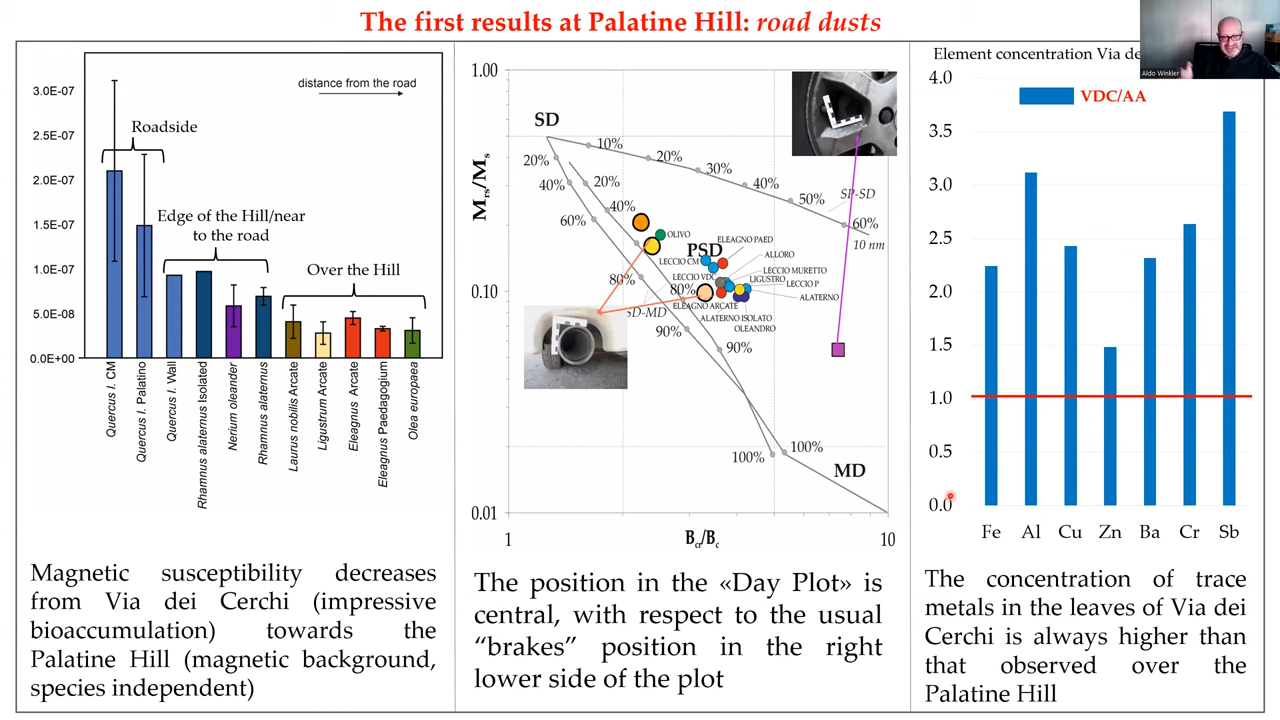 The first results at Palatine Hill: road dusts
Aldo Winkler
distance from the road
3.0E-07
2.5E-07
2.0E-07
1.5E-07
1.0E-07
5.0E-08
0.0E+00
Roadside
Edge of the Hill/near
to the road
Over the Hill
Quercus I. CM
Quercus I. Palatino
Quercus I. Wall
Rhamnus alaternus Isolated
Nerium oleander
Rhamnus alaternus
Laurus nobilis Arcate
Ligustrum Arcate
Eleagnus Arcate
Eleagnus Paedagogium
Olea europaea
Magnetic susceptibility decreases
from Via dei Cerchi (impressive
bioaccumulation) towards the
Palatine Hill (magnetic background,
species independent)
Mrs/Ms
1.00
0.10
0.01
SD
10%
20%
30%
40%
50%
60%
SP-SD
10 nm
20%
40%
60%
80%
90%
100%
20%
40%
80%
90%
100%
SD-MD
PSD
MD
OLIVO
ELEAGNO PAED
ALLORO
LECCIO CM
LECCIO MURETTO
LECCIO VDC
LIGUSTRO
LECCIO P
ALATERNO
ELEAGNO ARCATE
ALATERNO ISOLATO
OLEANDRO
1
Bcr/Bc
10
The position in the «Day Plot» is
central, with respect to the usual
“brakes” position in the right
lower side of the plot
Element concentration Via de
VDC/AA
4.0
3.5
3.0
2.5
2.0
1.5
1.0
0.5
0.0
Fe Al Cu Zn Ba Cr Sb
The concentration of trace
metals in the leaves of Via dei
Cerchi is always higher than
that observed over the
Palatine Hill